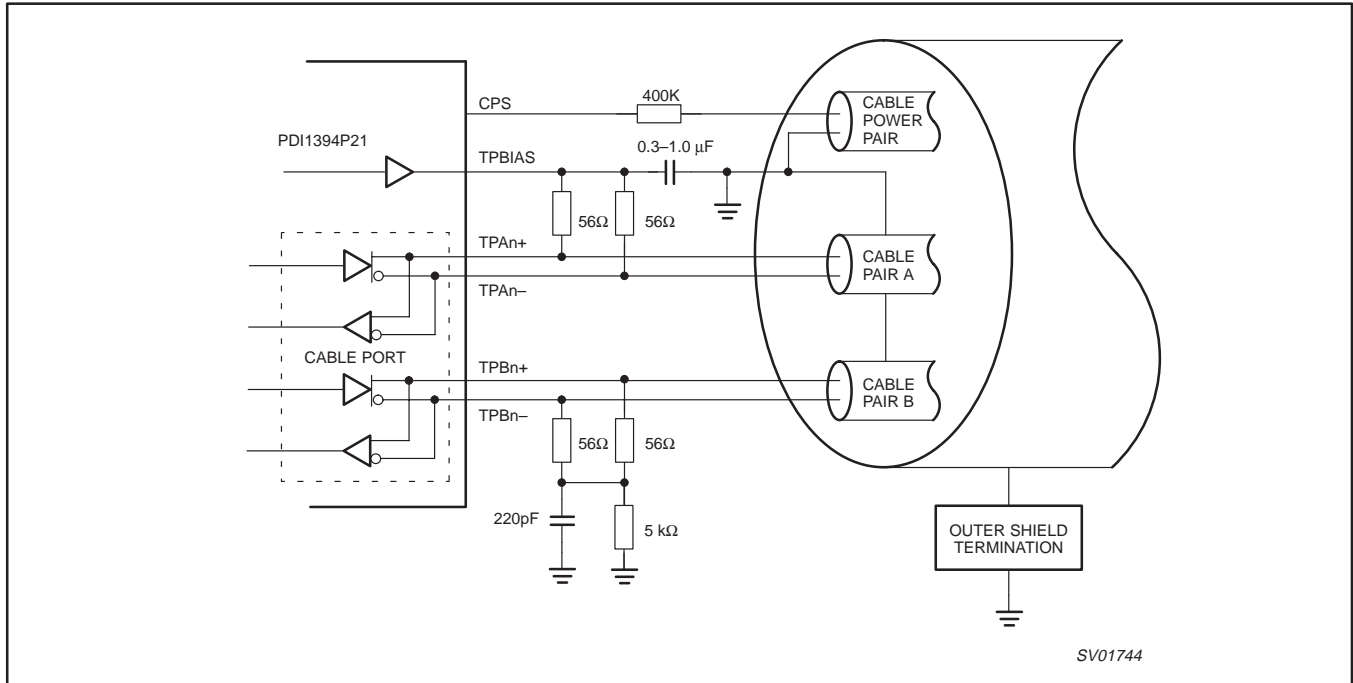 CPS
400K
CABLE
POWER
PAIR
PDI1394P21
TPBIAS
0.3–1.0 µF
56Ω
56Ω
TPAn+
CABLE
PAIR A
TPAn–
CABLE PORT
TPBn+
CABLE
PAIR B
TPBn–
56Ω
56Ω
220pF
5 kΩ
OUTER SHIELD
TERMINATION
SV01744